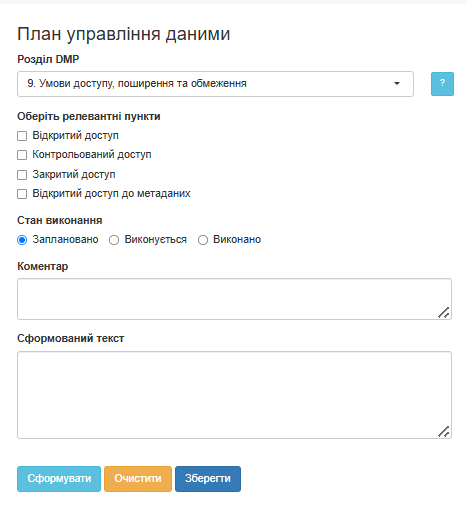 План управління даними
Розділ DMP
9. Умови доступу, поширення та обмеження
?
Оберіть релевантні пункти
Відкритий доступ
Контрольований доступ
Закритий доступ
Відкритий доступ до метаданих
Стан виконання
Заплановано Виконується Виконано
Коментар
Сформований текст
Сформувати Очистити Зберегти